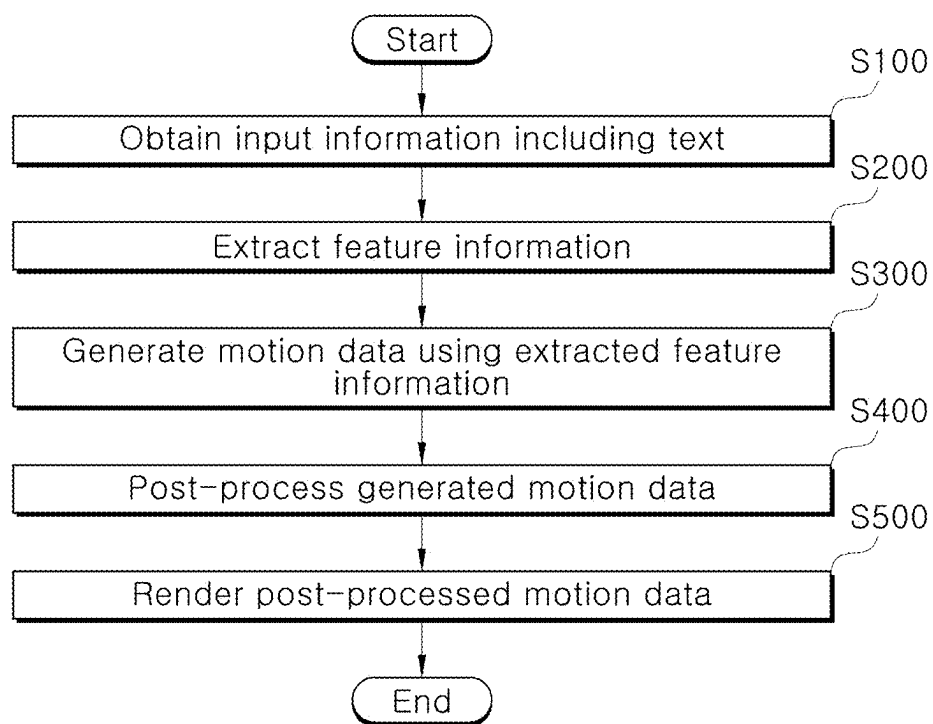 Start
S100
Obtain input information including text
S200
Extract feature information
S300
Generate motion data using extracted feature
information
S400
Post-process generated motion data
S500
Render post-processed motion data
End